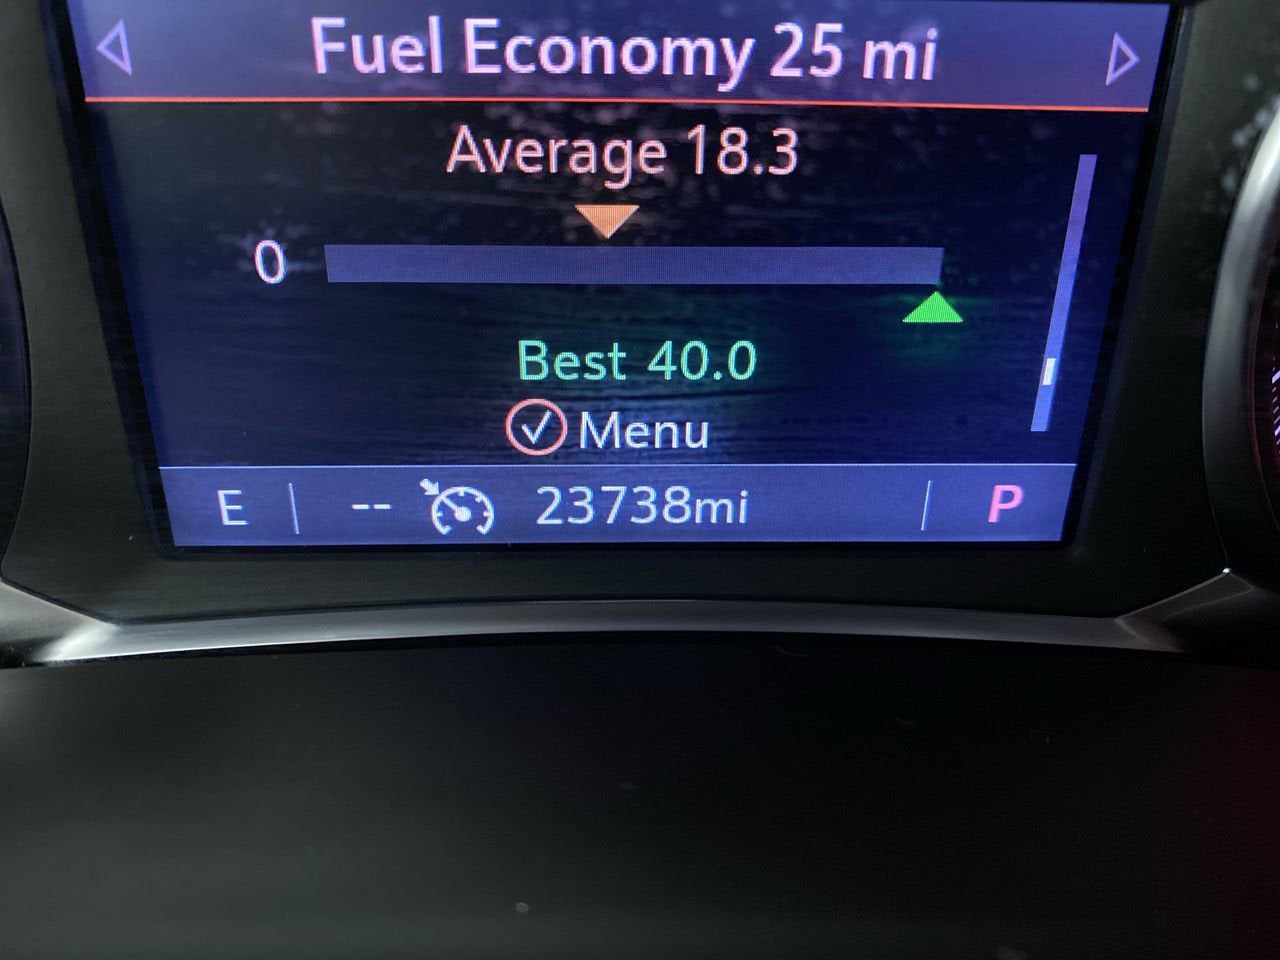 Fuel Economy 25 mi
Average 18.3
0
Best 40.0
Menu
E -- 23738mi P